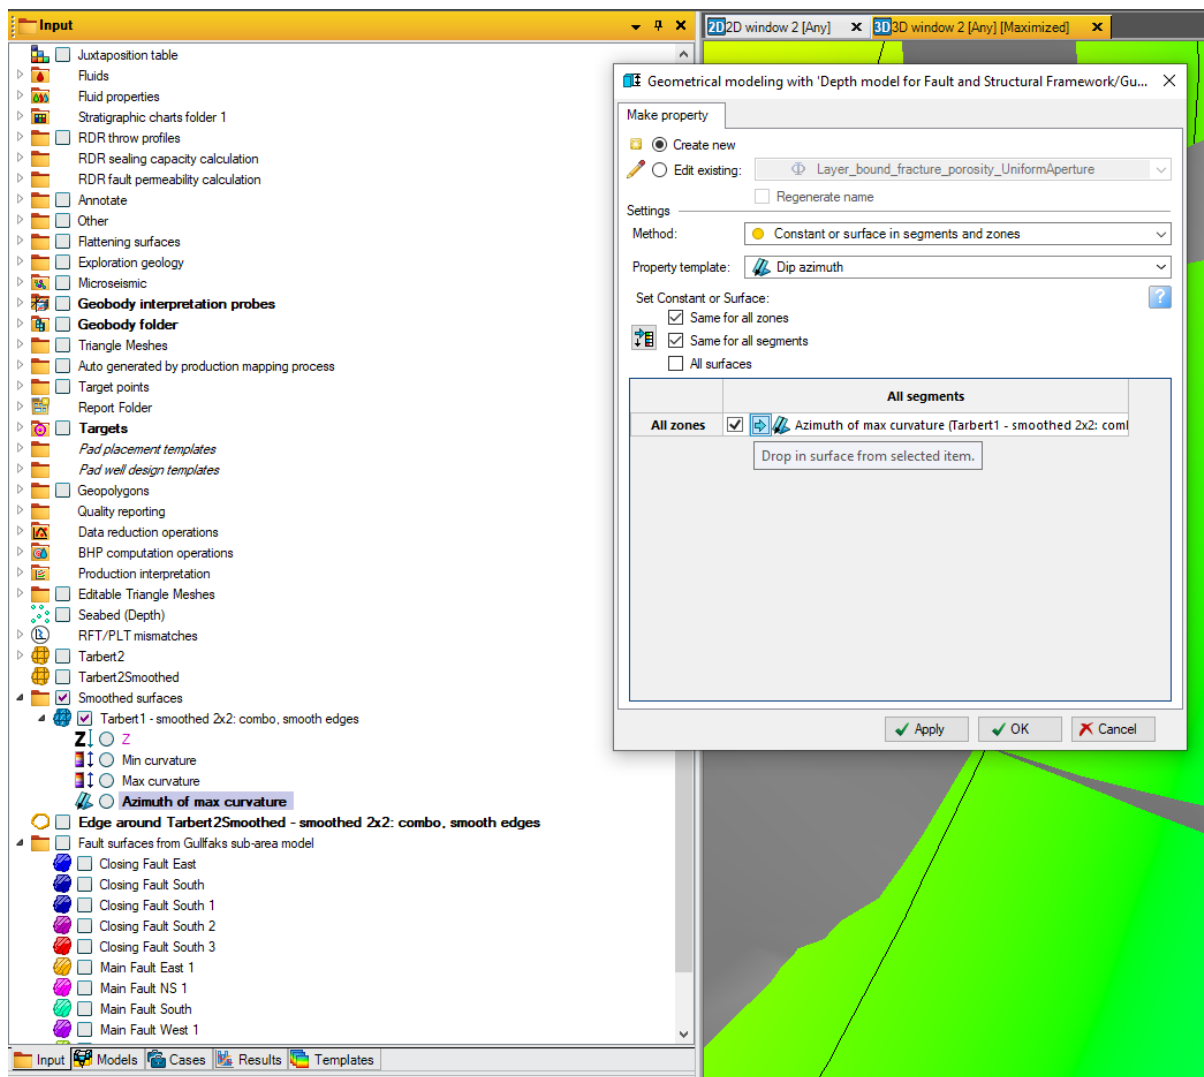 Input
Juxtaposition table
Fluids
Fluid properties
Stratigraphic charts folder 1
RDR throw profiles
RDR sealing capacity calculation
RDR fault permeability calculation
Annotate
Other
Flattening surfaces
Exploration geology
Microseismic
Geobody interpretation probes
Geobody folder
Triangle Meshes
Auto generated by production mapping process
Target points
Report Folder
Targets
Pad placement templates
Pad well design templates
Geopolygons
Quality reporting
Data reduction operations
BHP computation operations
Production interpretation
Editable Triangle Meshes
Seabed (Depth)
RFT/PLT mismatches
Tarbert2
Tarbert2Smoothed
Smoothed surfaces
Tarbert1 - smoothed 2x2: combo, smooth edges
Z Z
Min curvature
Max curvature
Azimuth of max curvature
Edge around Tarbert2Smoothed - smoothed 2x2: combo, smooth edges
Fault surfaces from Gullfaks sub-area model
Closing Fault East
Closing Fault South
Closing Fault South 1
Closing Fault South 2
Closing Fault South 3
Main Fault East 1
Main Fault NS 1
Main Fault South
Main Fault West 1
Input Models Cases Results Templates
2D 2D window 2 [Any] 3D 3D window 2 [Any] [Maximized]
Geometrical modeling with 'Depth model for Fault and Structural Framework/Gu...
Make property
Create new
Edit existing: Φ Layer_bound_fracture_porosity_UniformAperture
Regenerate name
Settings
Method: Constant or surface in segments and zones
Property template: Dip azimuth
Set Constant or Surface:
?
Same for all zones
Same for all segments
All surfaces
All segments
All zones Azimuth of max curvature (Tarbert1 - smoothed 2x2: com
Drop in surface from selected item.
Apply OK Cancel